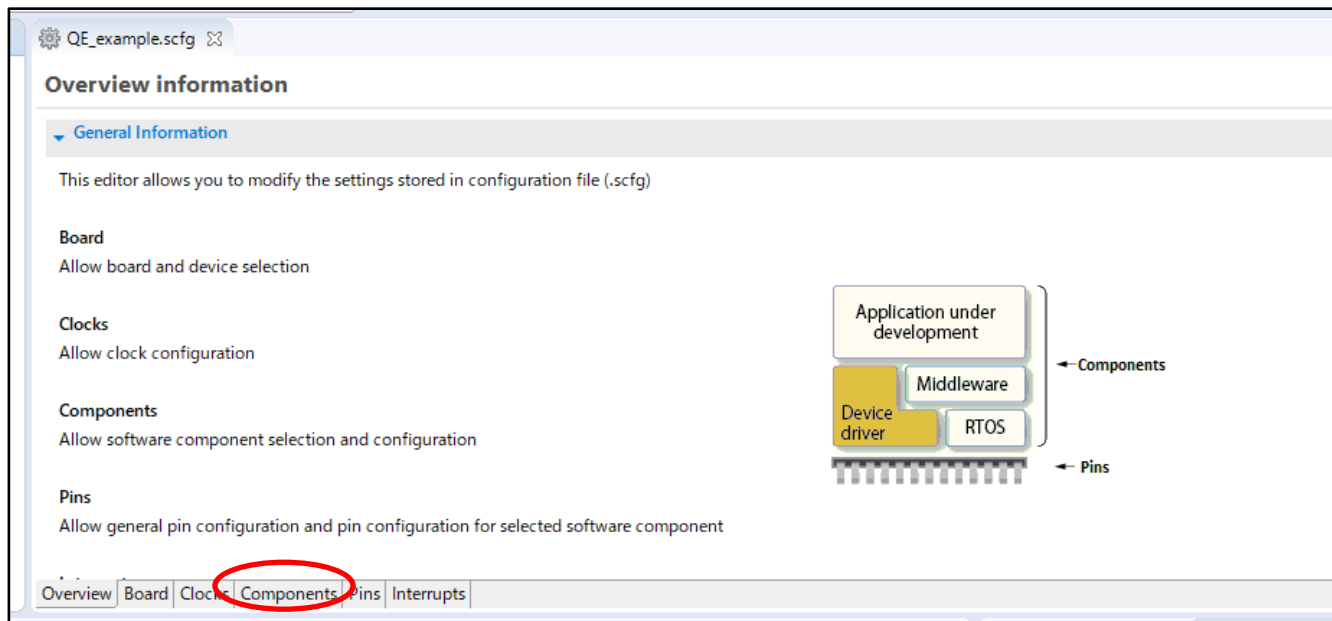 QE_example.scfg
Overview information
General Information
This editor allows you to modify the settings stored in configuration file (.scfg)
Board
Allow board and device selection
Clocks
Allow clock configuration
Components
Allow software component selection and configuration
Pins
Allow general pin configuration and pin configuration for selected software component
Application under
development
Middleware
Device
driver
RTOS
Components
Pins
Overview Board Clocks Components Pins Interrupts